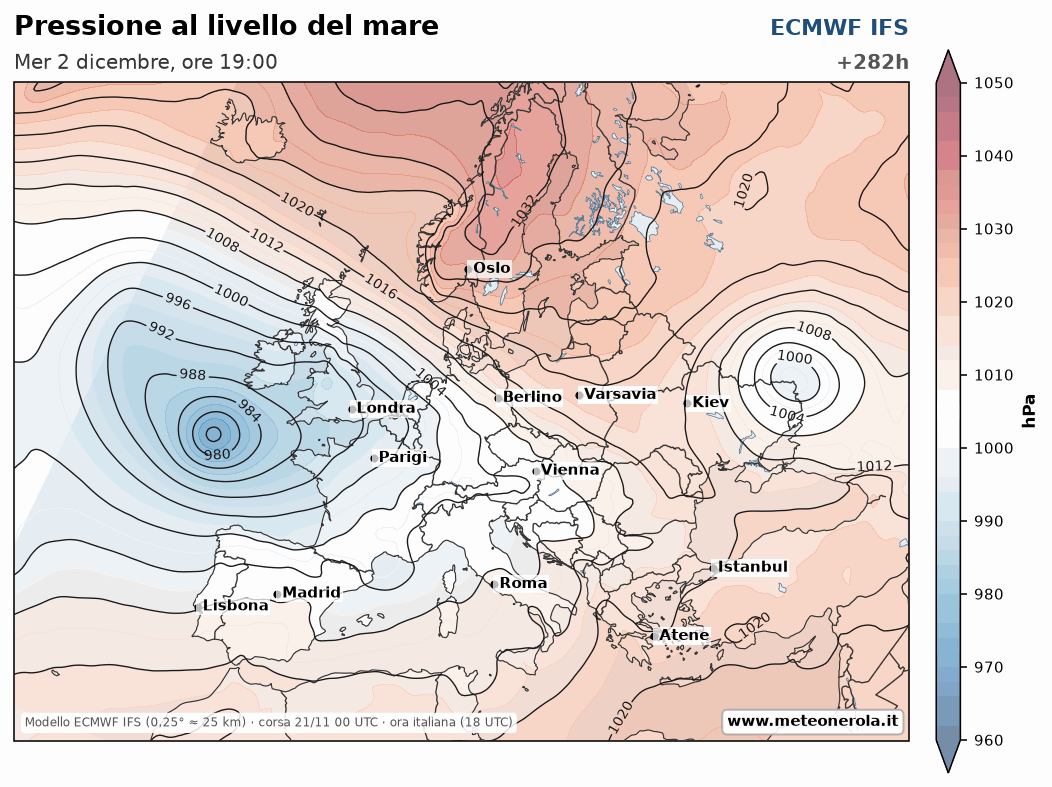 Pressione al livello del mare
ECMWF IFS
Mer 2 dicembre, ore 19:00
+282h
1050
1040
1030
1020
1010
1000
990
980
970
960
hPa
1020
1020
1032
1008
1012
1016
1000
996
992
988
984
980
1004
1008
1000
1004
1012
1020
1020
Oslo
Londra
Berlino
Varsavia
Kiev
Parigi
Vienna
Istanbul
Roma
Madrid
Lisbona
Atene
Modello ECMWF IFS (0,25° ≈ 25 km) · corsa 21/11 00 UTC · ora italiana (18 UTC)
www.meteonerola.it